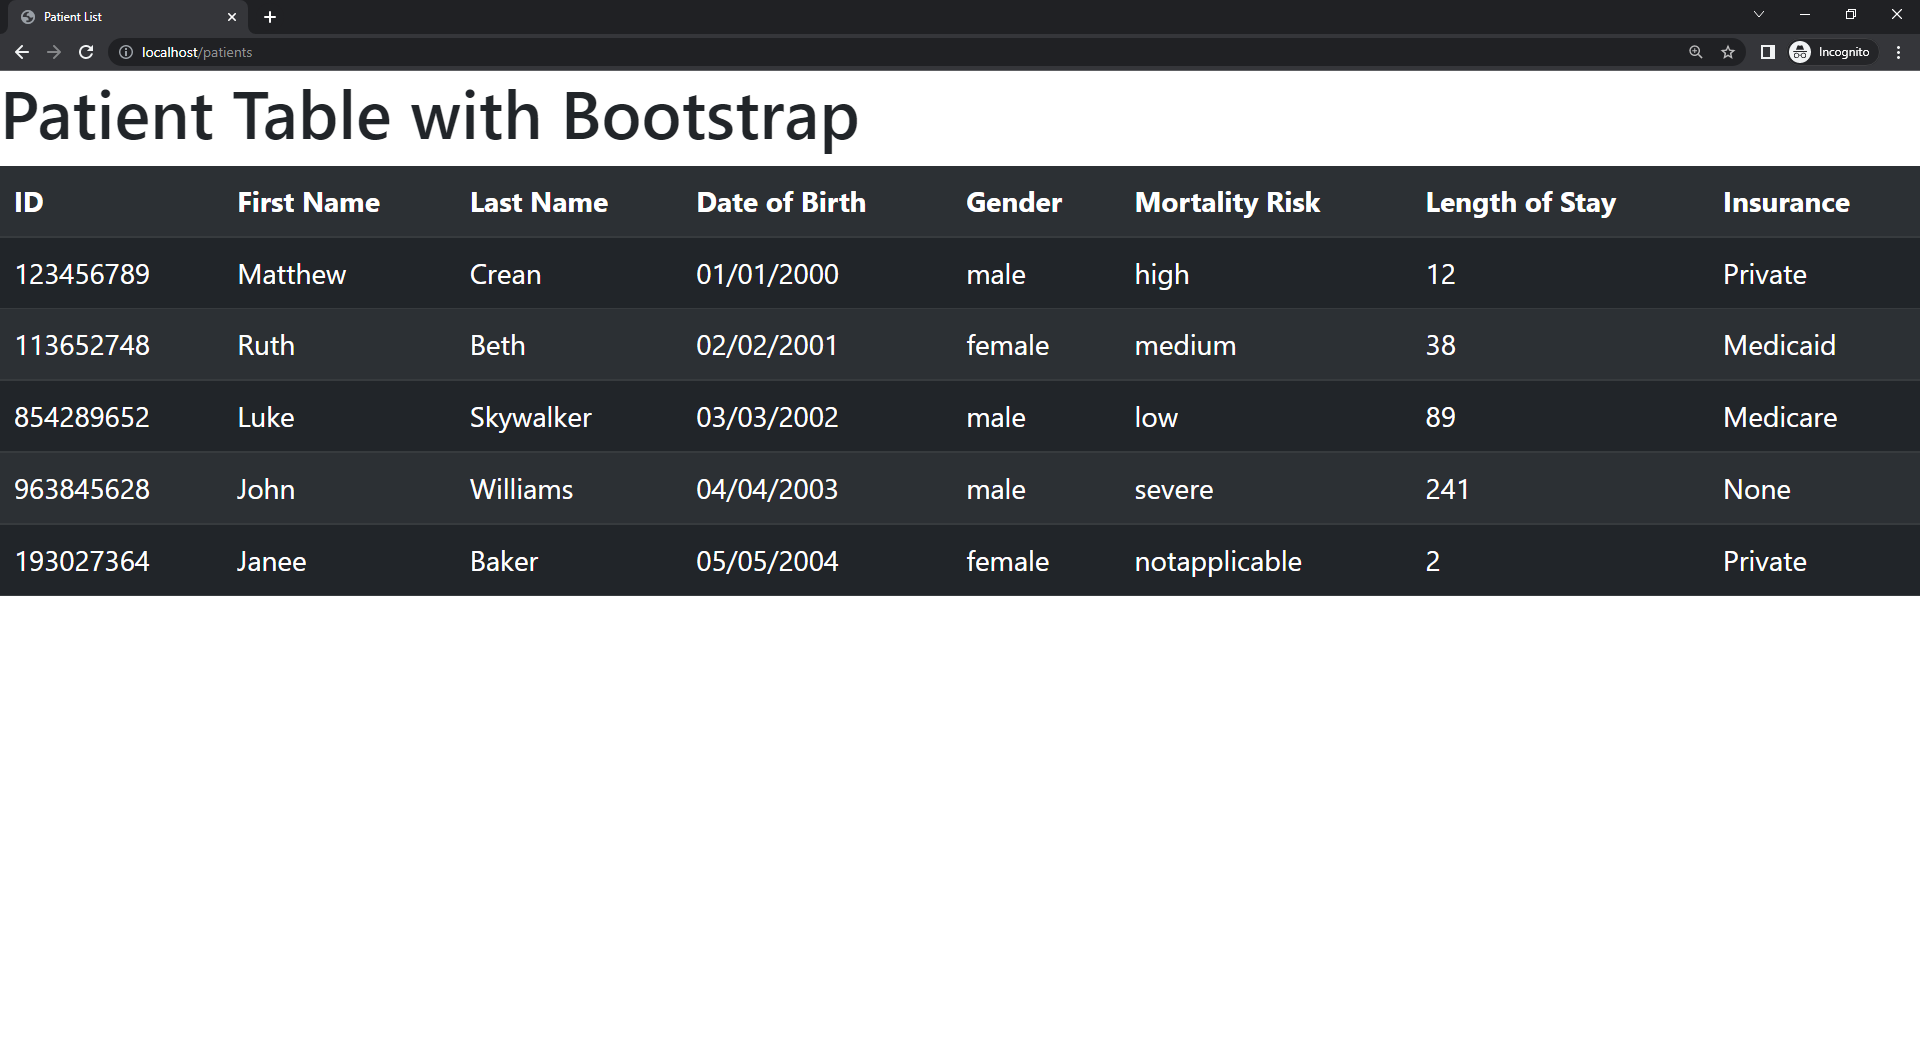 Patient List
localhost/patients
Incognito
Patient Table with Bootstrap
ID First Name Last Name Date of Birth Gender Mortality Risk Length of Stay Insurance
123456789 Matthew Crean 01/01/2000 male high 12 Private
113652748 Ruth Beth 02/02/2001 female medium 38 Medicaid
854289652 Luke Skywalker 03/03/2002 male low 89 Medicare
963845628 John Williams 04/04/2003 male severe 241 None
193027364 Janee Baker 05/05/2004 female notapplicable 2 Private